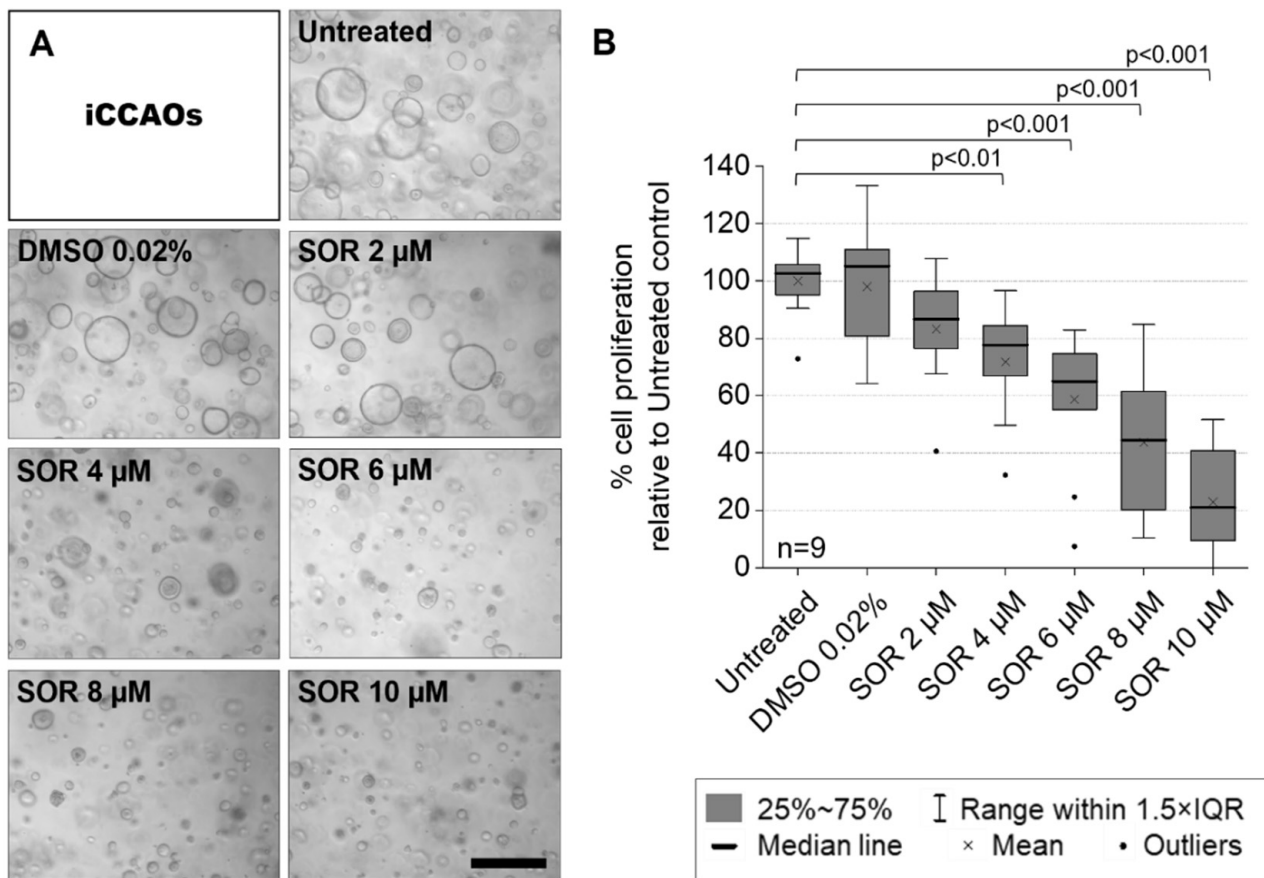 A
iCCAOs
Untreated
DMSO 0.02%
SOR 2 µM
SOR 4 µM
SOR 6 µM
SOR 8 µM
SOR 10 µM
B
p<0.001
p<0.001
p<0.001
p<0.01
% cell proliferation
relative to Untreated control
140
120
100
80
60
40
20
0
n=9
Untreated
DMSO 0.02%
SOR 2 µM
SOR 4 µM
SOR 6 µM
SOR 8 µM
SOR 10 µM
25%~75%
Range within 1.5×IQR
Median line
× Mean
• Outliers